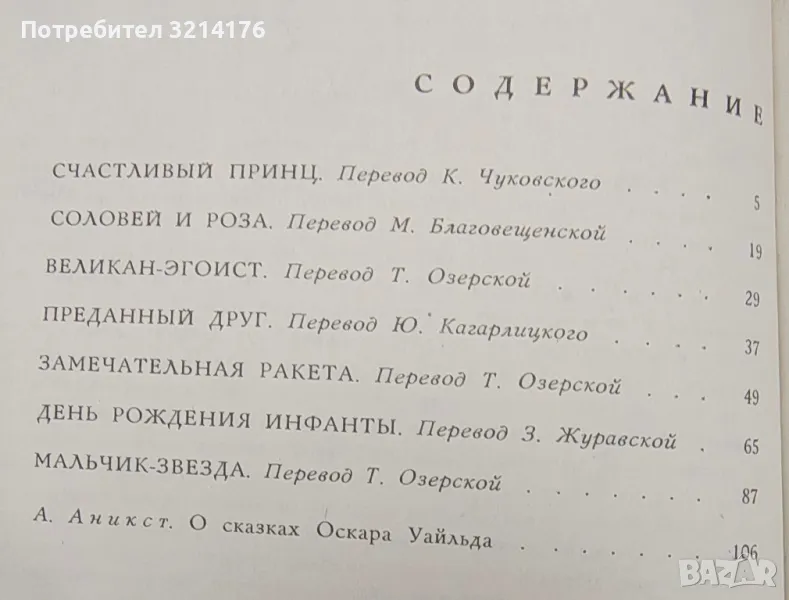 Потребител 3214176
СОДЕРЖАНИЕ
СЧАСТЛИВЫЙ ПРИНЦ. Перевод К. Чуковского . . . . 5
СОЛОВЕЙ И РОЗА. Перевод М. Благовещенской . . . . 19
ВЕЛИКАН-ЭГОИСТ. Перевод Т. Озерской . . . . . . 29
ПРЕДАННЫЙ ДРУГ. Перевод Ю. Кагарлицкого . . . . 37
ЗАМЕЧАТЕЛЬНАЯ РАКЕТА. Перевод Т. Озерской . . . 49
ДЕНЬ РОЖДЕНИЯ ИНФАНТЫ. Перевод З. Журавской . 65
МАЛЬЧИК-ЗВЕЗДА. Перевод Т. Озерской . . . . . . . 87
А. Аникст. О сказках Оскара Уайльда . . . . . . . 106
BAZAR